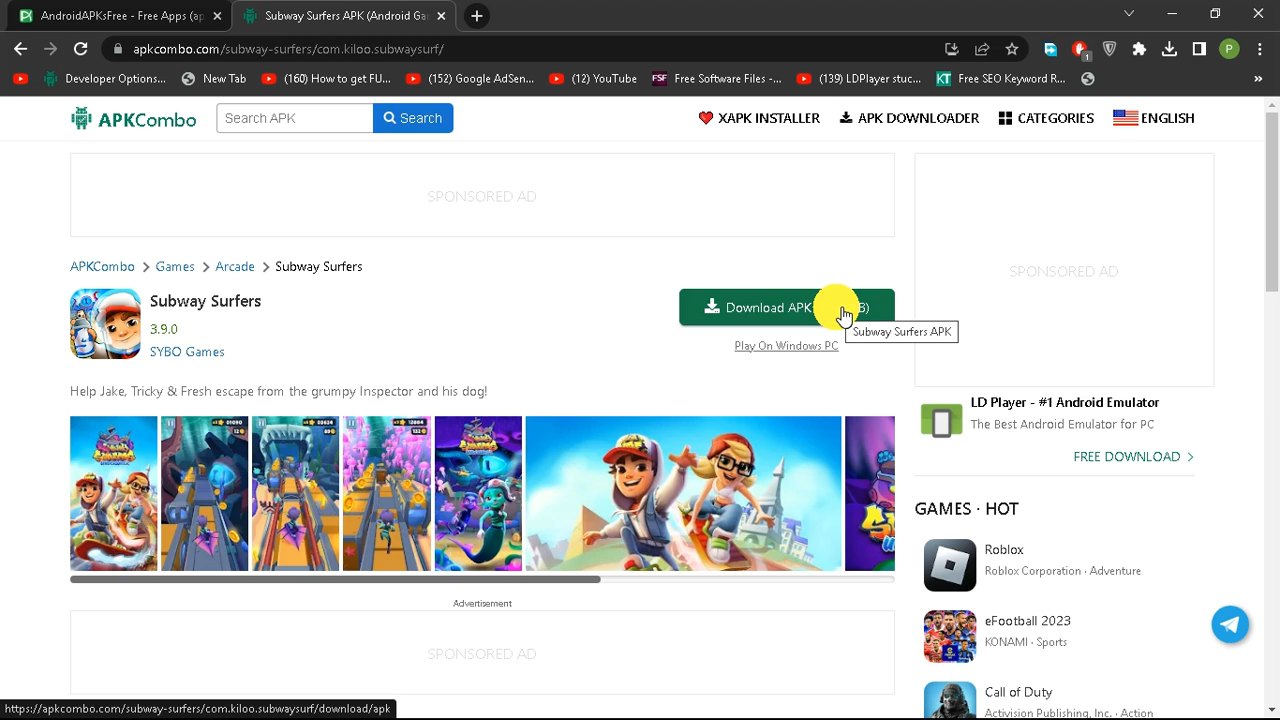 AndroidAPKsFree - Free Apps (ap
Subway Surfers APK (Android Gam
apkcombo.com/subway-surfers/com.kiloo.subwaysurf/
P
1
Developer Options...
New Tab
(160) How to get FU...
(152) Google AdSen...
(12) YouTube
FSF
Free Software Files -...
(139) LDPlayer stuc...
KT
Free SEO Keyword R...
»
APKCombo
Search APK
Search
XAPK INSTALLER
APK DOWNLOADER
CATEGORIES
ENGLISH
SPONSORED AD
SPONSORED AD
APKCombo > Games > Arcade > Subway Surfers
Subway Surfers
3.9.0
SYBO Games
Download APK
B)
Subway Surfers APK
Play On Windows PC
Help Jake, Tricky & Fresh escape from the grumpy Inspector and his dog!
LD Player - #1 Android Emulator
The Best Android Emulator for PC
FREE DOWNLOAD
GAMES · HOT
Roblox
Roblox Corporation · Adventure
eFootball 2023
KONAMI · Sports
Call of Duty
Activision Publishing, Inc. · Action
Advertisement
SPONSORED AD
https://apkcombo.com/subway-surfers/com.kiloo.subwaysurf/download/apk